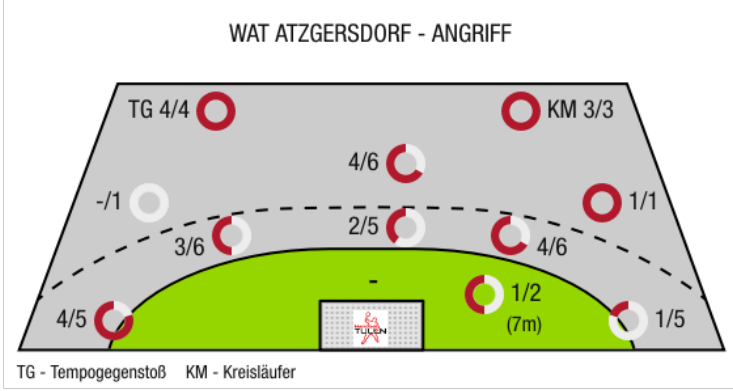 WAT ATZGERSDORF - ANGRIFF
TG 4/4
KM 3/3
4/6
-/1
1/1
3/6
2/5
4/6
-
4/5
1/2
(7m)
1/5
TULLN
TG - Tempogegenstoß KM - Kreisläufer